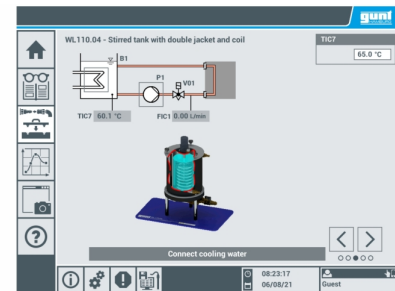 gunt
WL110.04 - Stirred tank with double jacket and coil
TIC7
65.0 °C
B1
P1
V01
TIC7 60.1 °C
FIC1 0.00 L/min
Connect cooling water
08:23:17
06/08/21
Guest